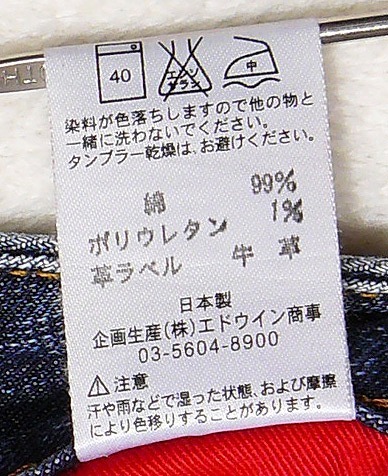 40 エンソサラシ 中
染料が色落ちしますので他の物と
一緒に洗わないでください。
タンブラー乾燥は、お避けください。
綿 99%
ポリウレタン 1%
革ラベル 牛革
日本製
企画生産(株)エドウイン商事
03-5604-8900
⚠注意
汗や雨などで湿った状態、および摩擦
により色移りすることがあります。